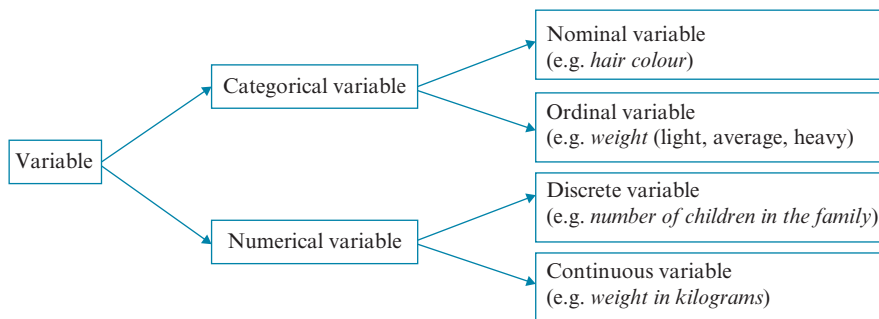 Variable
Categorical variable
Numerical variable
Nominal variable
(e.g. hair colour)
Ordinal variable
(e.g. weight (light, average, heavy)
Discrete variable
(e.g. number of children in the family)
Continuous variable
(e.g. weight in kilograms)